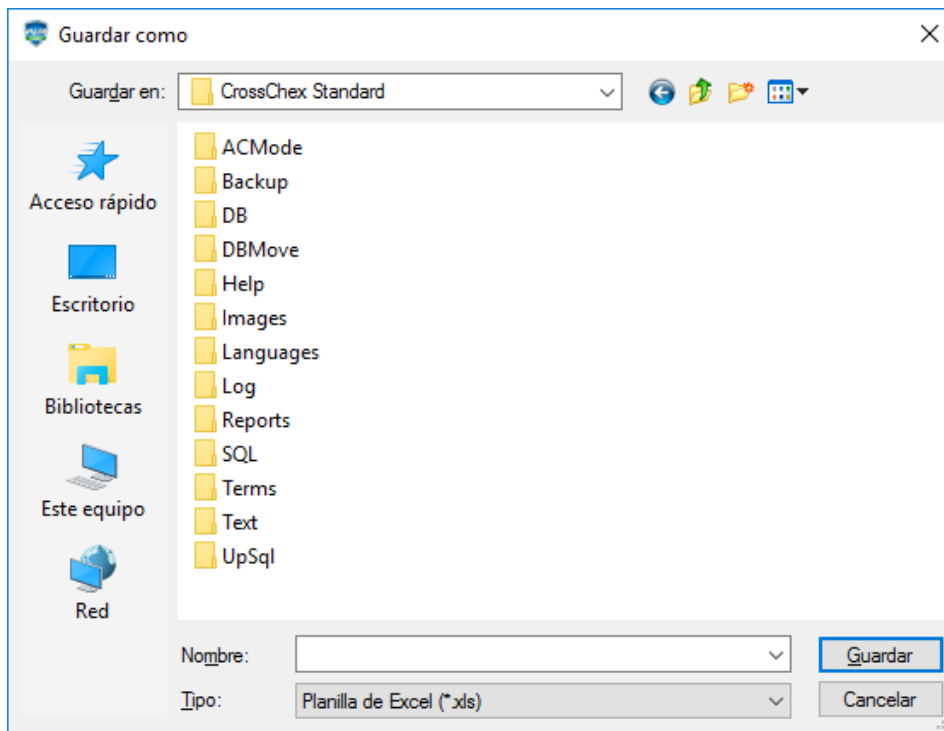 Guardar como
Guardar en: CrossChex Standard
ACMode
Backup
DB
DBMove
Help
Images
Languages
Log
Reports
SQL
Terms
Text
UpSql
Acceso rápido
Escritorio
Bibliotecas
Este equipo
Red
Nombre:
Guardar
Tipo: Planilla de Excel (*.xls)
Cancelar